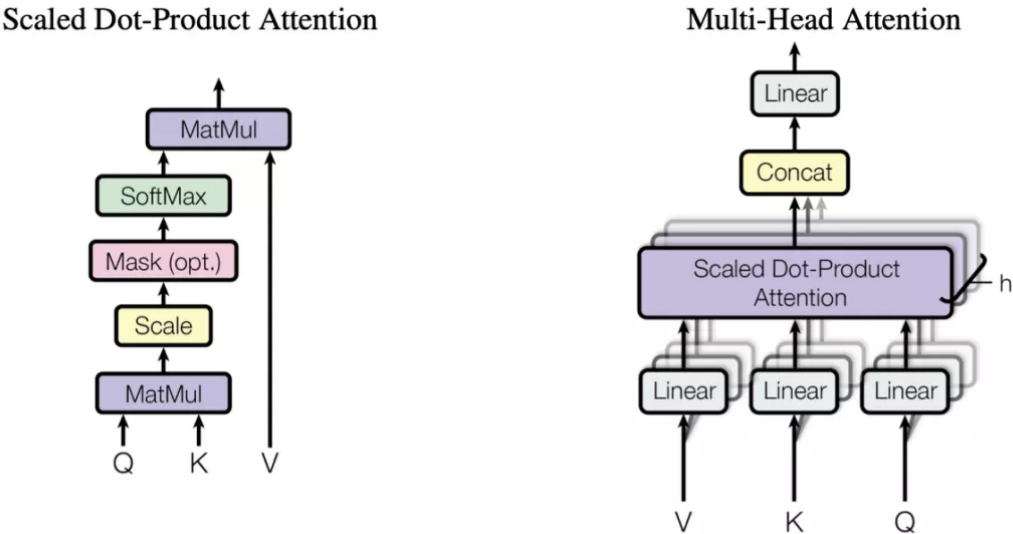 Scaled Dot-Product Attention
MatMul
SoftMax
Mask (opt.)
Scale
MatMul
Q K V
Multi-Head Attention
Linear
Concat
Scaled Dot-Product
Attention
h
Linear Linear Linear
V K Q